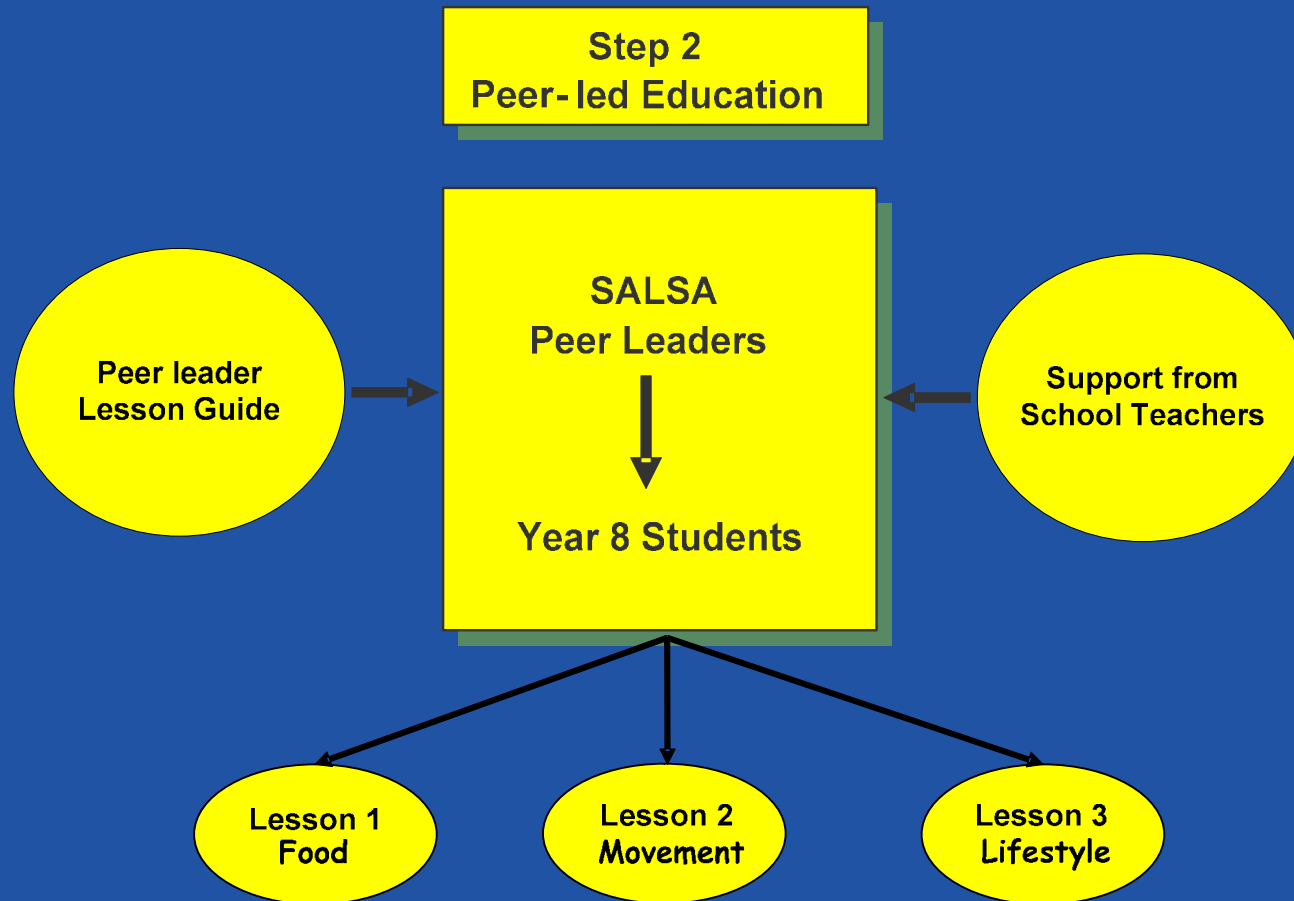 Step 2
Peer-led Education
SALSA
Peer Leaders
Year 8 Students
Peer leader
Lesson Guide
Support from
School Teachers
Lesson 1
Food
Lesson 2
Movement
Lesson 3
Lifestyle